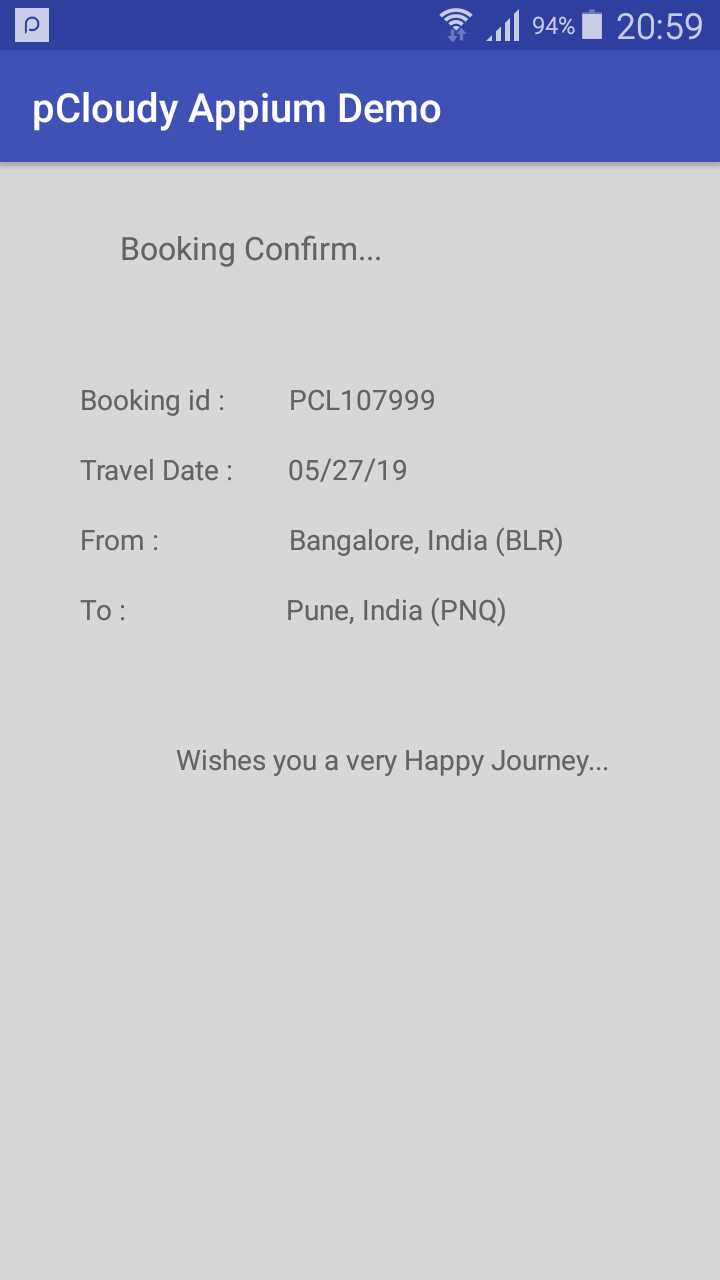 94% 20:59
pCloudy Appium Demo
Booking Confirm...
Booking id : PCL107999
Travel Date : 05/27/19
From : Bangalore, India (BLR)
To : Pune, India (PNQ)
Wishes you a very Happy Journey...